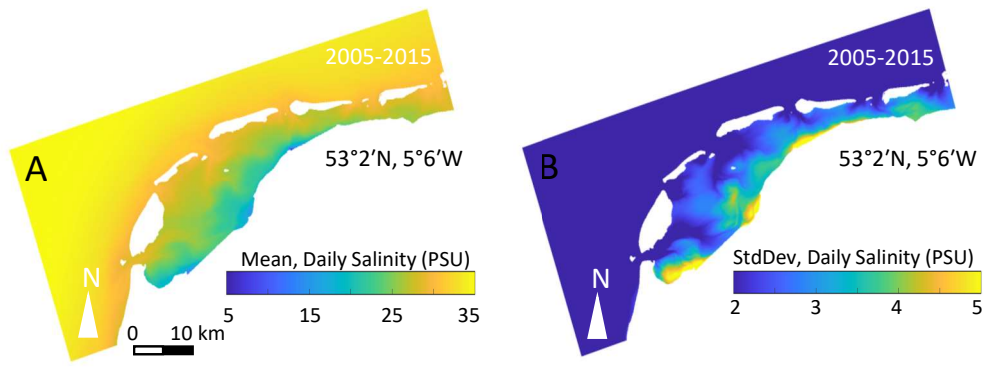 2005-2015
A
53°2'N, 5°6'W
Mean, Daily Salinity (PSU)
N
5 15 25 35
0 10 km
2005-2015
B
53°2'N, 5°6'W
StdDev, Daily Salinity (PSU)
N
2 3 4 5